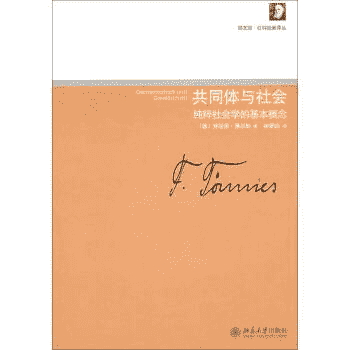 Gemeinschaft und
Gesellschaft
共同体与社会
纯粹社会学的基本概念
F. Tönnies
北京大学出版社